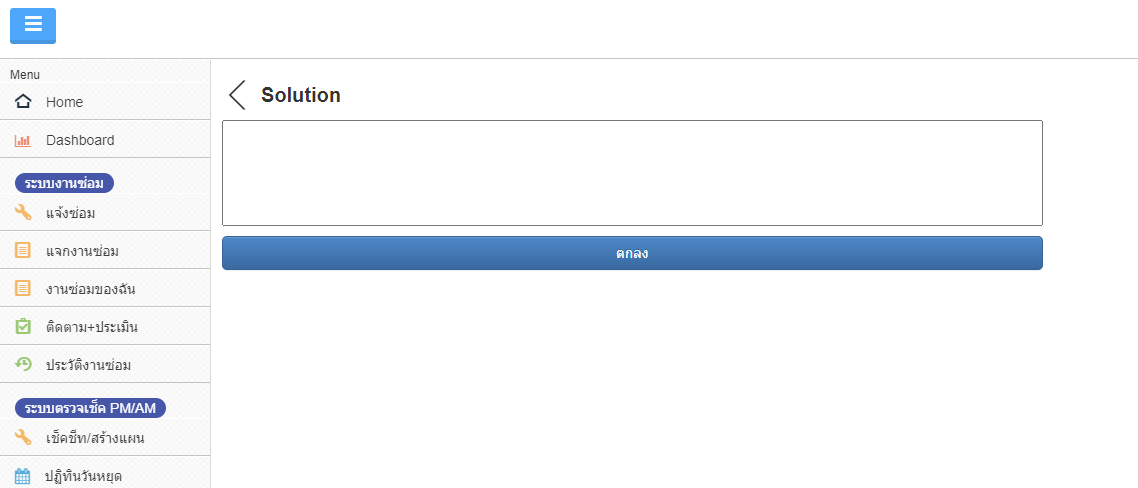 Menu
Home
Dashboard
ระบบงานซ่อม
แจ้งซ่อม
แจกงานซ่อม
งานซ่อมของฉัน
ติดตาม+ประเมิน
ประวัติงานซ่อม
ระบบตรวจเช็ค PM/AM
เช็คชีท/สร้างแผน
ปฏิทินวันหยุด
Solution
ตกลง